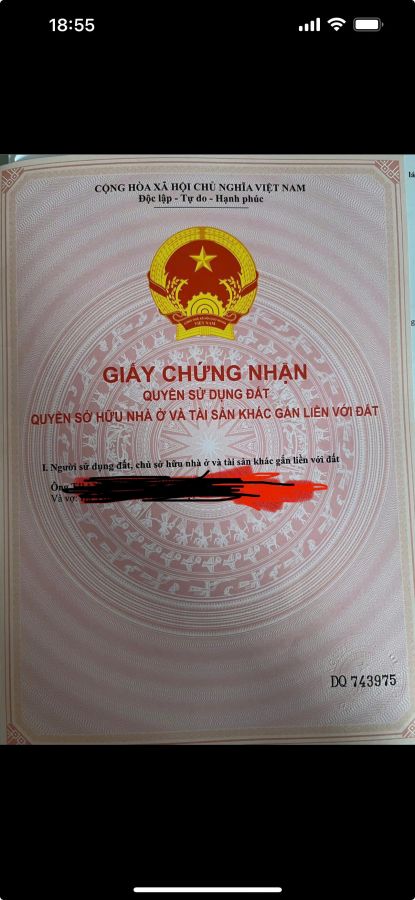 18:55
CỘNG HÒA XÃ HỘI CHỦ NGHĨA VIỆT NAM
Độc lập - Tự do - Hạnh phúc
VIỆT NAM
GIẤY CHỨNG NHẬN
QUYỀN SỬ DỤNG ĐẤT
QUYỀN SỞ HỮU NHÀ Ở VÀ TÀI SẢN KHÁC GẮN LIỀN VỚI ĐẤT
I. Người sử dụng đất, chủ sở hữu nhà ở và tài sản khác gắn liền với đất
Ông
Và vợ:
DQ 743975